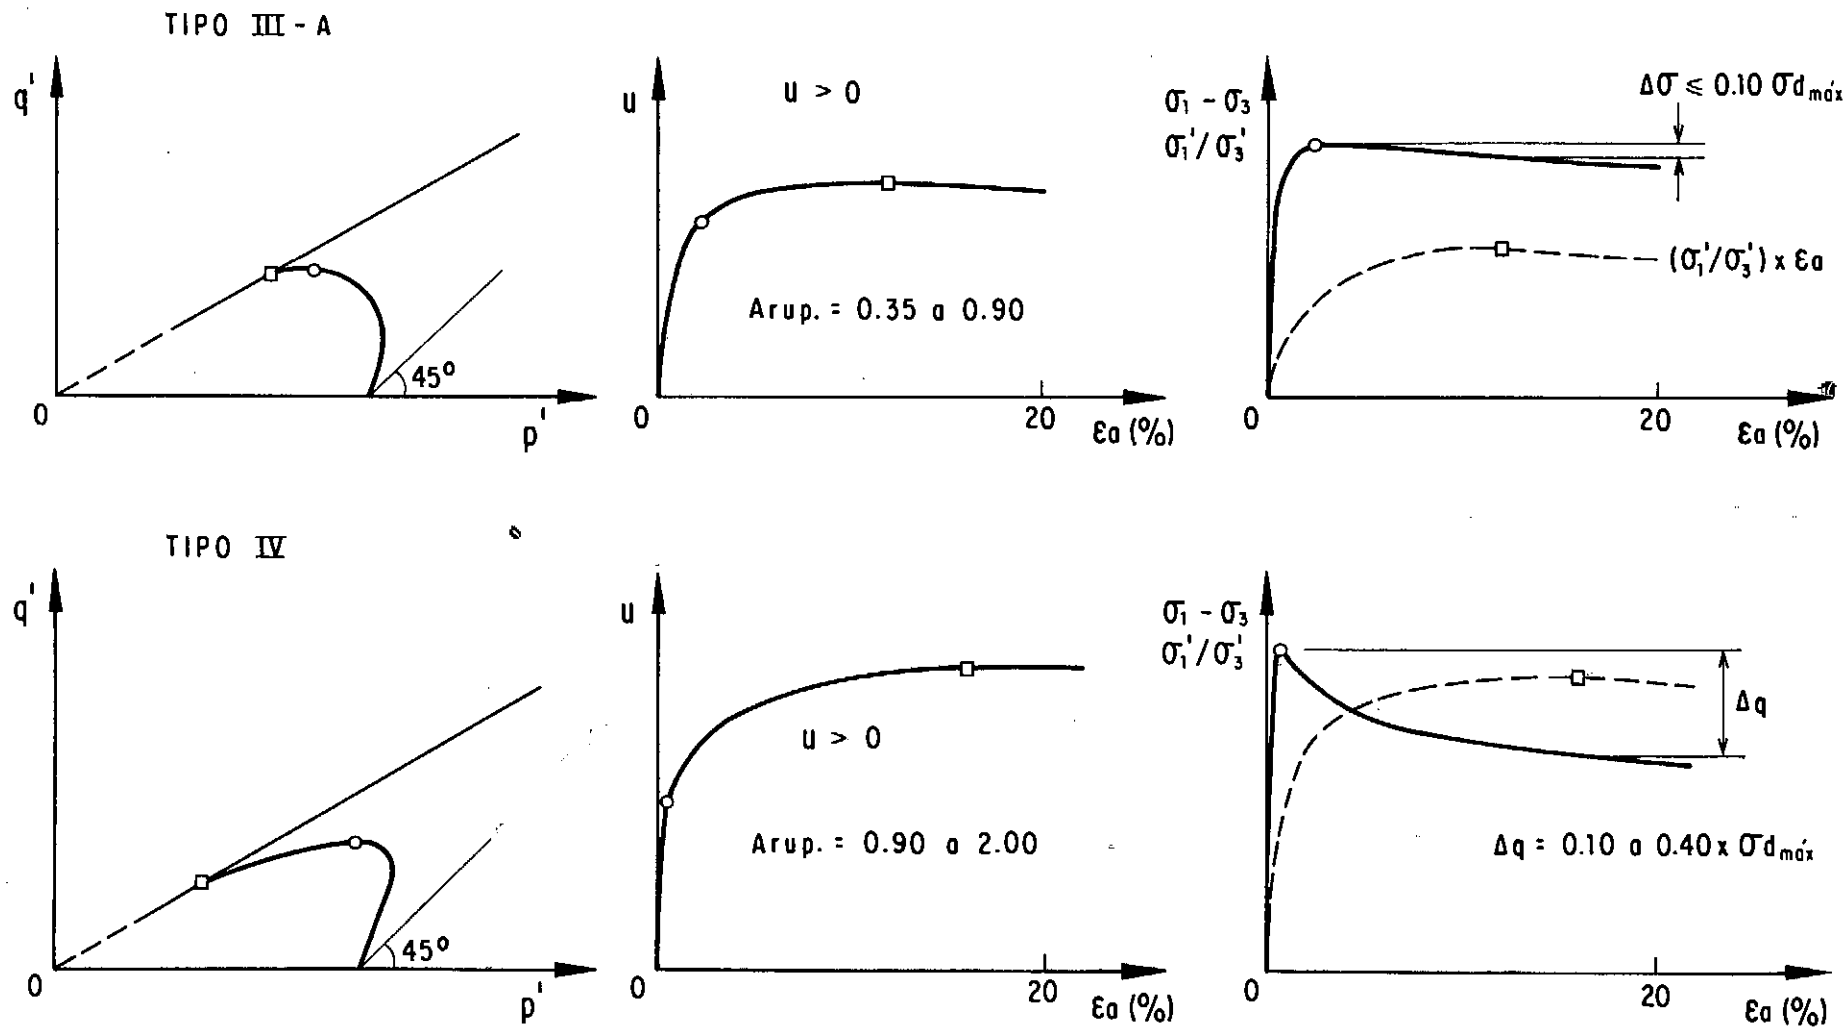 TIPO III - A
q'
0
p'
45º
u
u > 0
Arup. = 0.35 a 0.90
0
20
εa (%)
σ1 - σ3
σ1'/σ3'
Δσ ≤ 0.10 σd máx
(σ1'/σ3') x εa
0
20
εa (%)
TIPO IV
q'
0
p'
45º
u
u > 0
Arup. = 0.90 a 2.00
0
20
εa (%)
σ1 - σ3
σ1'/σ3'
Δq
Δq = 0.10 a 0.40 x σd máx
0
20
εa (%)